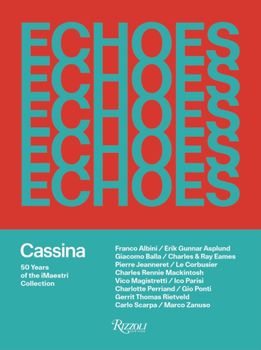 ECHOES
ECHOES
ECHOES
ECHOES
ECHOES
Cassina
50 Years
of the iMaestri
Collection
Franco Albini / Erik Gunnar Asplund
Giacomo Balla / Charles & Ray Eames
Pierre Jeanneret / Le Corbusier
Charles Rennie Mackintosh
Vico Magistretti / Ico Parisi
Charlotte Perriand / Gio Ponti
Gerrit Thomas Rietveld
Carlo Scarpa / Marco Zanuso
RIZZOLI